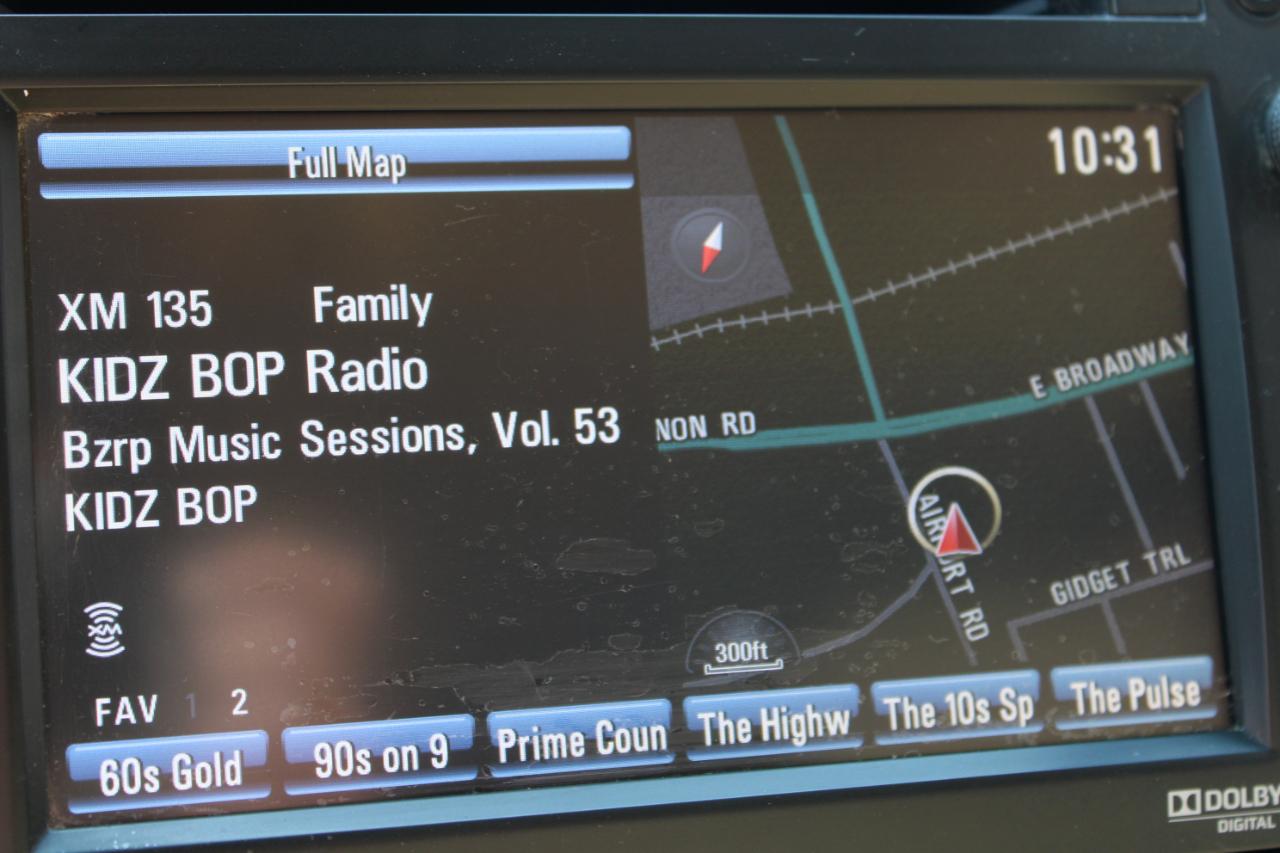 Full Map
10:31
XM 135 Family
KIDZ BOP Radio
Bzrp Music Sessions, Vol. 53
KIDZ BOP
E BROADWAY
NON RD
AIRPORT RD
GIDGET TRL
300ft
XM
FAV 1 2
60s Gold
90s on 9
Prime Coun
The Highw
The 10s Sp
The Pulse
DOLBY
DIGITAL